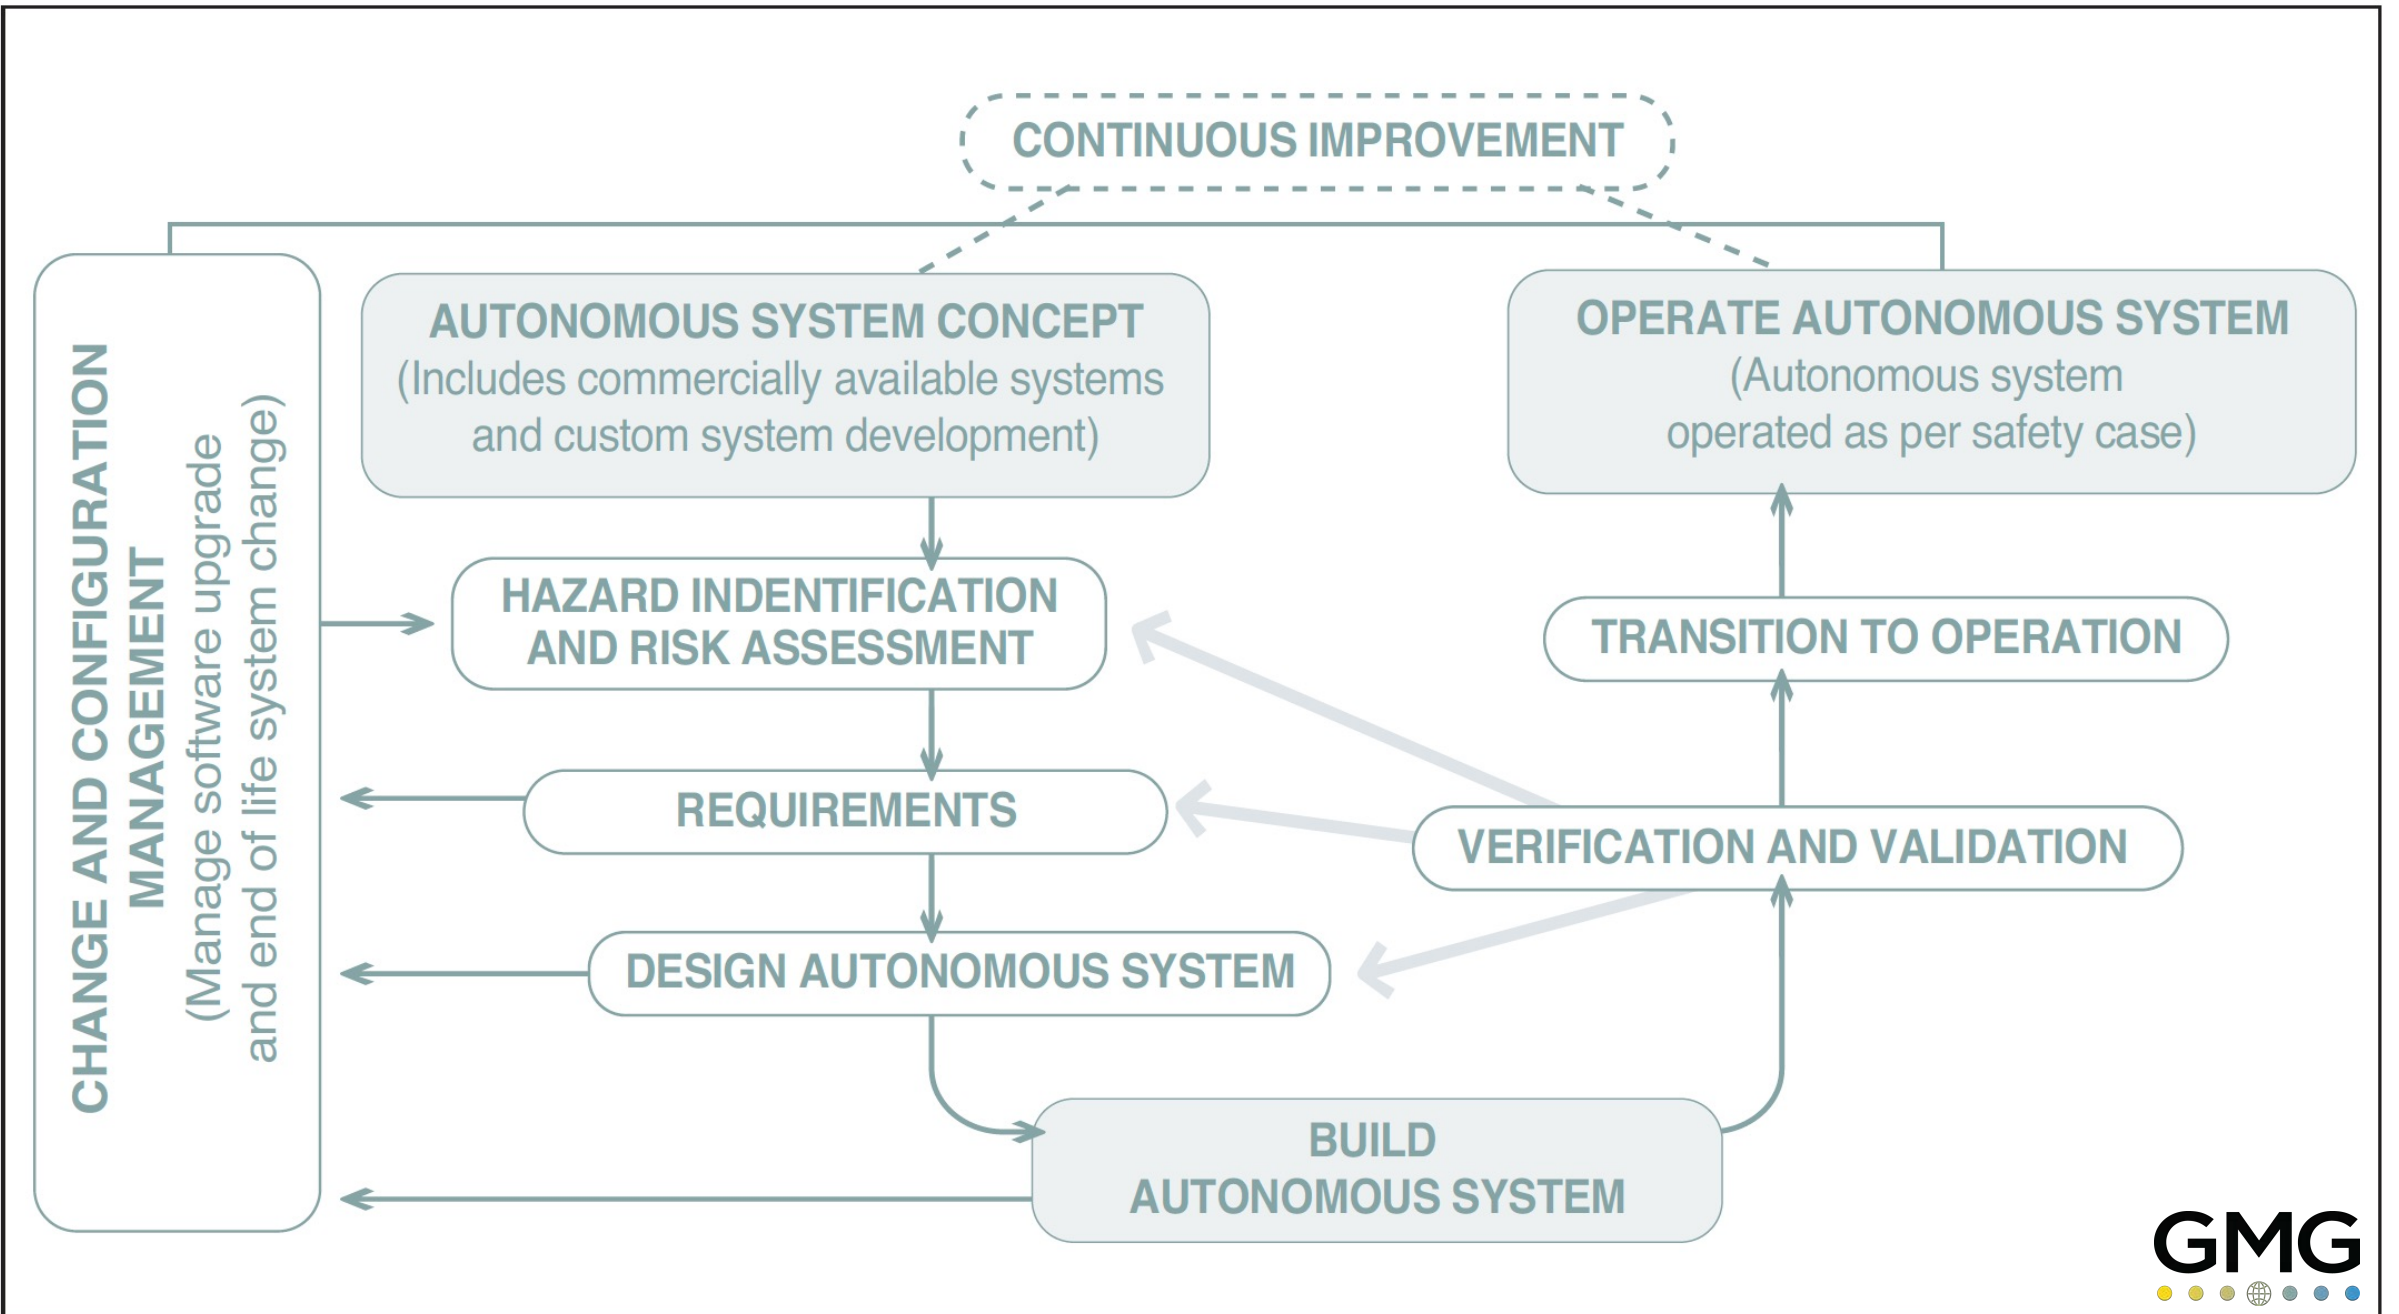 CONTINUOUS IMPROVEMENT
CHANGE AND CONFIGURATION
MANAGEMENT
(Manage software upgrade
and end of life system change)
AUTONOMOUS SYSTEM CONCEPT
(Includes commercially available systems
and custom system development)
OPERATE AUTONOMOUS SYSTEM
(Autonomous system
operated as per safety case)
HAZARD INDENTIFICATION
AND RISK ASSESSMENT
TRANSITION TO OPERATION
REQUIREMENTS
VERIFICATION AND VALIDATION
DESIGN AUTONOMOUS SYSTEM
BUILD
AUTONOMOUS SYSTEM
GMG